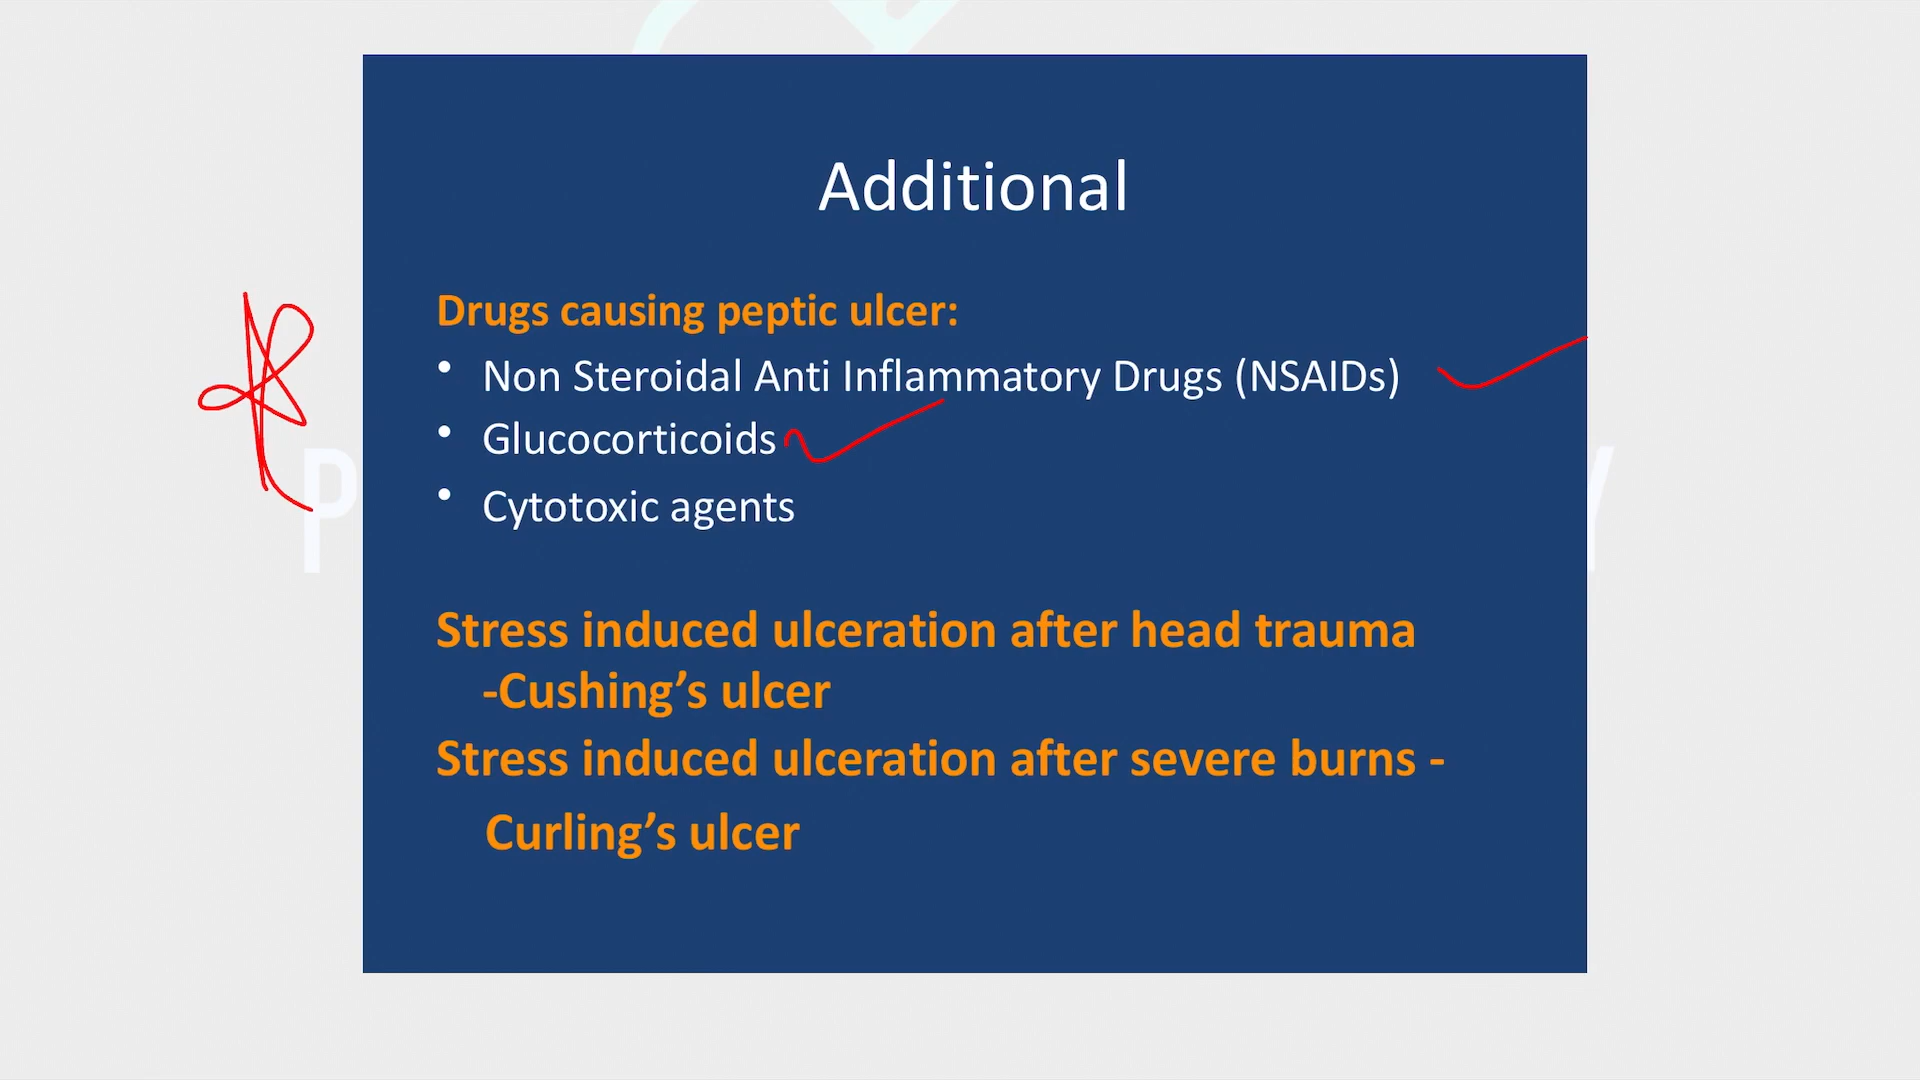 Additional
Drugs causing peptic ulcer:
• Non Steroidal Anti Inflammatory Drugs (NSAIDs)
• Glucocorticoids
• Cytotoxic agents
Stress induced ulceration after head trauma
-Cushing’s ulcer
Stress induced ulceration after severe burns -
Curling’s ulcer